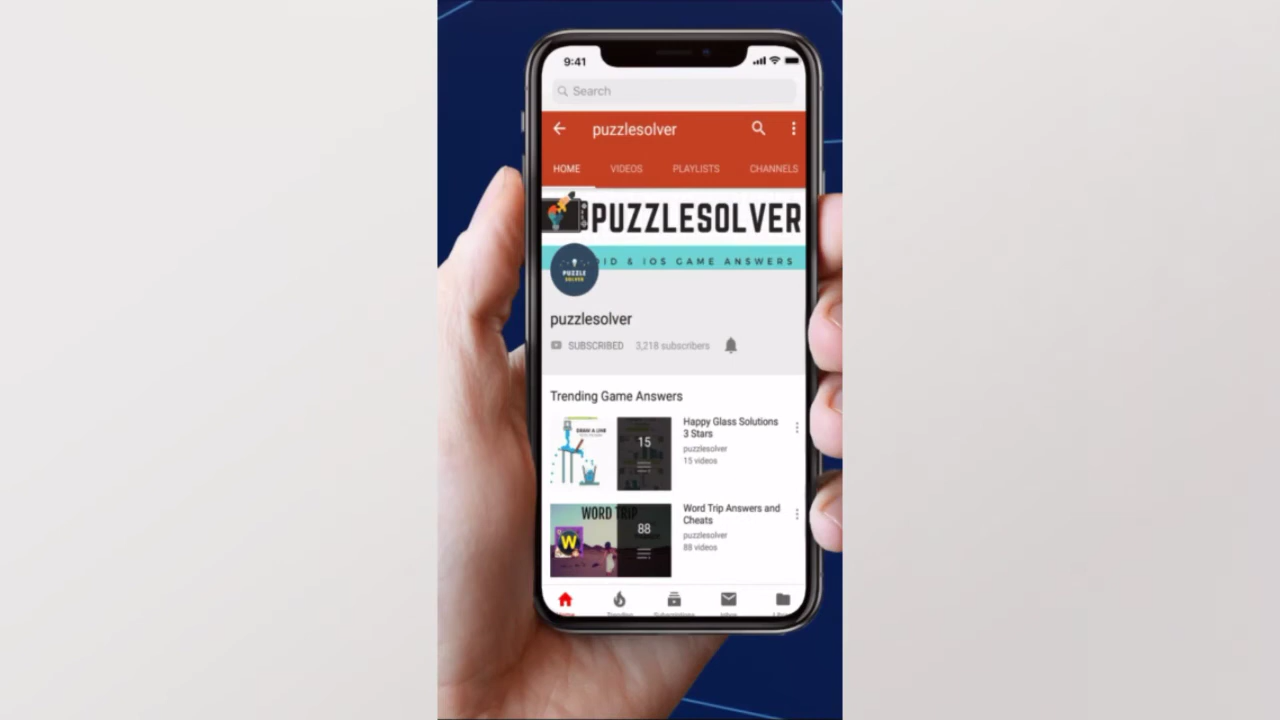 9:41
Search
puzzlesolver
HOME VIDEOS PLAYLISTS CHANNELS
PUZZLESOLVER
ID & IOS GAME ANSWERS
PUZZLE
SOLVER
puzzlesolver
SUBSCRIBED 3,218 subscribers
Trending Game Answers
DRAW A LINE
15
Happy Glass Solutions
3 Stars
puzzlesolver
15 videos
WORD TRIP
W
88
Word Trip Answers and
Cheats
puzzlesolver
88 videos